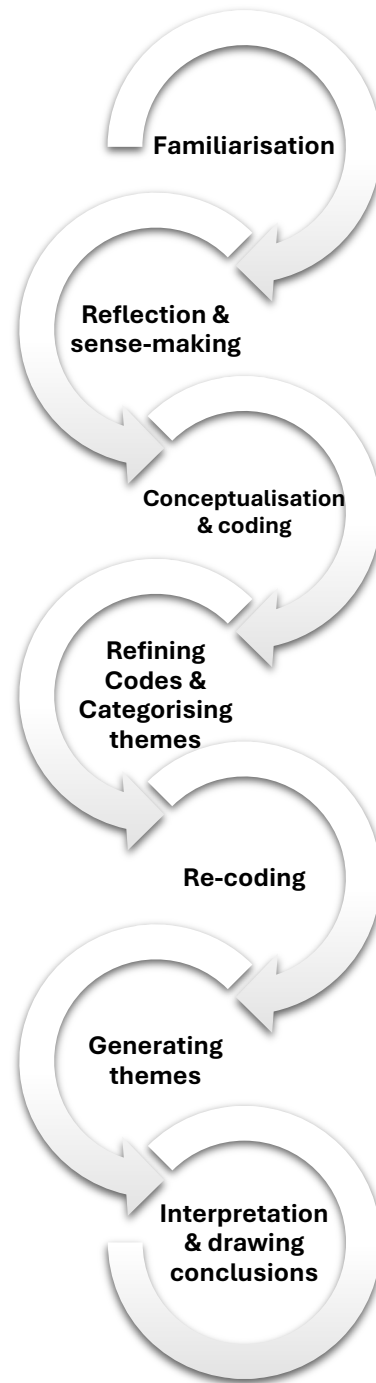 Familiarisation
Reflection &
sense-making
Conceptualisation
& coding
Refining
Codes &
Categorising
themes
Re-coding
Generating
themes
Interpretation
& drawing
conclusions